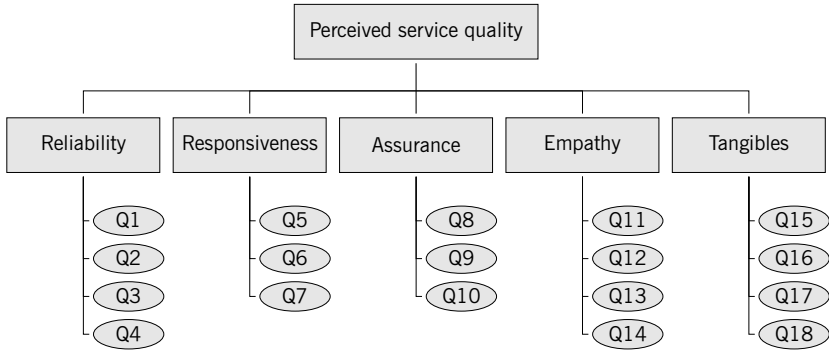 Perceived service quality
Reliability
Responsiveness
Assurance
Empathy
Tangibles
Q1
Q2
Q3
Q4
Q5
Q6
Q7
Q8
Q9
Q10
Q11
Q12
Q13
Q14
Q15
Q16
Q17
Q18